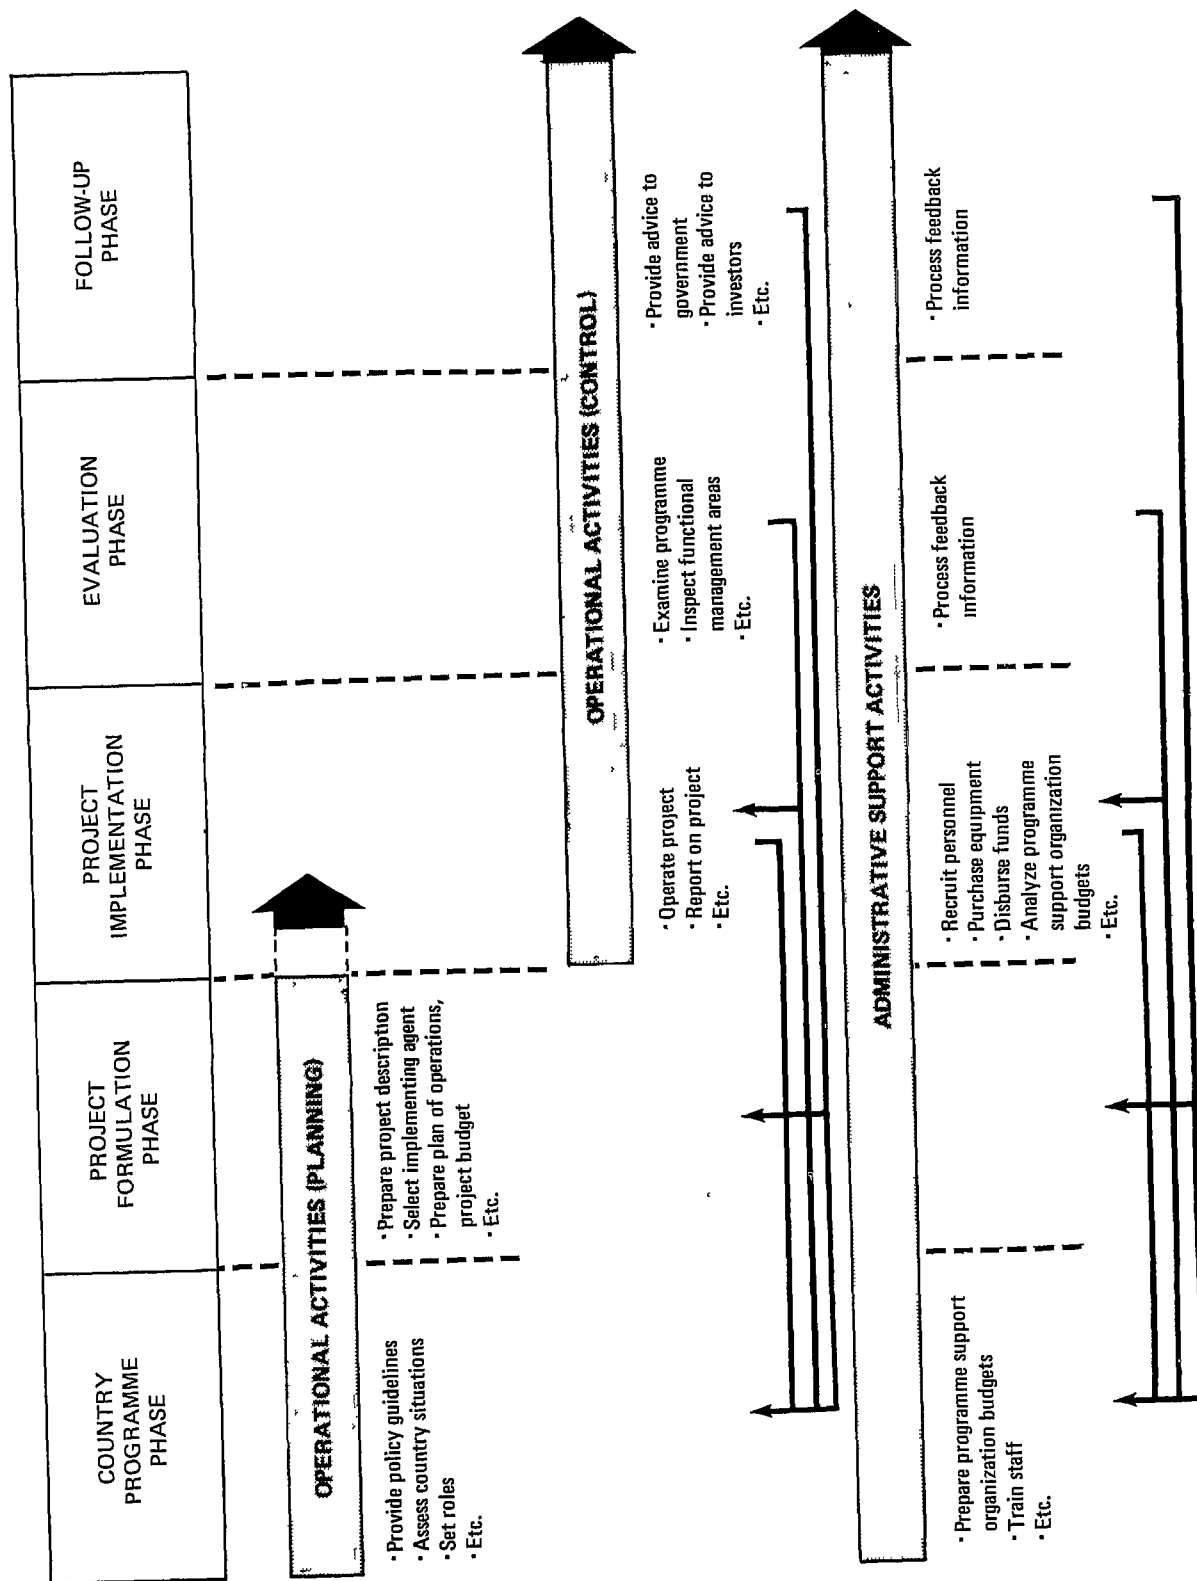 COUNTRY
PROGRAMME
PHASE
PROJECT
FORMULATION
PHASE
PROJECT
IMPLEMENTATION
PHASE
EVALUATION
PHASE
FOLLOW-UP
PHASE
OPERATIONAL ACTIVITIES (PLANNING)
· Provide policy guidelines
· Assess country situations
· Set roles
· Etc.
· Prepare project description
· Select implementing agent
· Prepare plan of operations,
project budget
· Etc.
OPERATIONAL ACTIVITIES (CONTROL)
· Operate project
· Report on project
· Etc.
· Examine programme
· Inspect functional
management areas
· Etc.
· Provide advice to
government
· Provide advice to
investors
· Etc.
ADMINISTRATIVE SUPPORT ACTIVITIES
· Prepare programme support
organization budgets
· Train staff
· Etc.
· Recruit personnel
· Purchase equipment
· Disburse funds
· Analyze programme
support organization
budgets
· Etc.
· Process feedback
information
· Process feedback
information